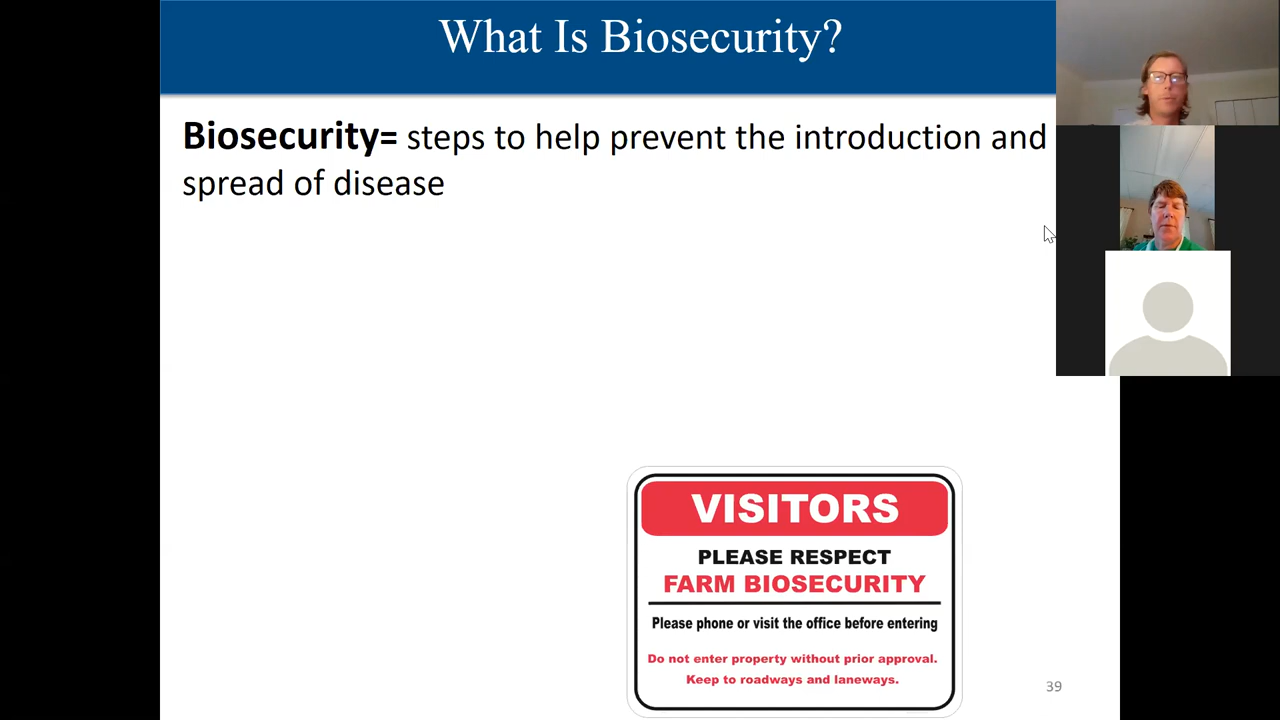 What Is Biosecurity?
Biosecurity= steps to help prevent the introduction and
spread of disease
VISITORS
PLEASE RESPECT
FARM BIOSECURITY
Please phone or visit the office before entering
Do not enter property without prior approval.
Keep to roadways and laneways.
39